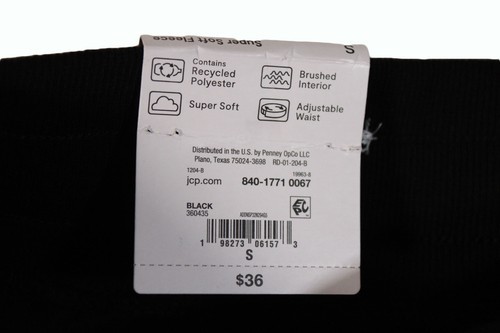 Super Soft Fleece
S
Contains
Recycled
Polyester
Brushed
Interior
Super Soft
Adjustable
Waist
Distributed in the U.S. by Penney OpCo LLC
Plano, Texas 75024-3698 RD-01-204-B
1204-B 19963-8
jcp.com 840-1771 0067
BLACK
360435
1 98273 06157 3
S
$36